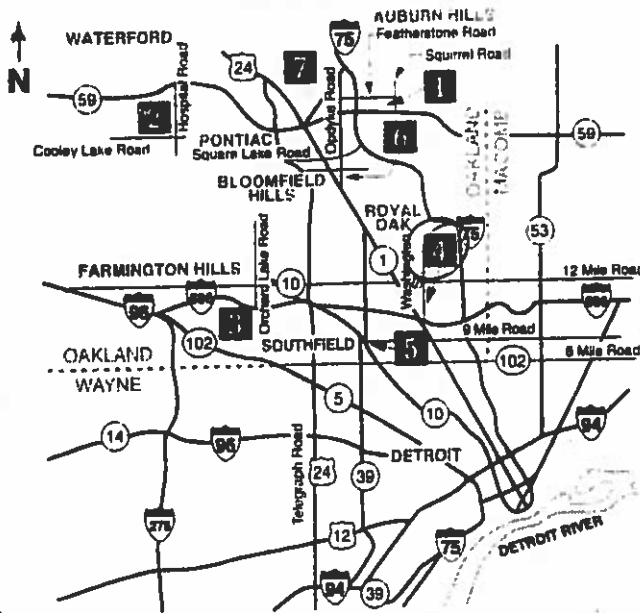 AUBURN HILLS
Featherstone Road
Squirrel Road
WATERFORD
75
24
7
1
N
Hospital Road
Opdyke Road
59
2
6
PONTIAC
Cooley Lake Road
Square Lake Road
59
BLOOMFIELD
HILLS
OAKLAND
MACOMB
ROYAL
OAK
75
4
53
1
Orchard Lake Road
Washington
FARMINGTON HILLS
10
12 Mile Road
96
696
696
3
9 Mile Road
102
SOUTHFIELD
5
8 Mile Road
OAKLAND
102
WAYNE
5
10
14
96
DETROIT
94
Telegraph Road
24
39
275
12
75
DETROIT RIVER
94
39